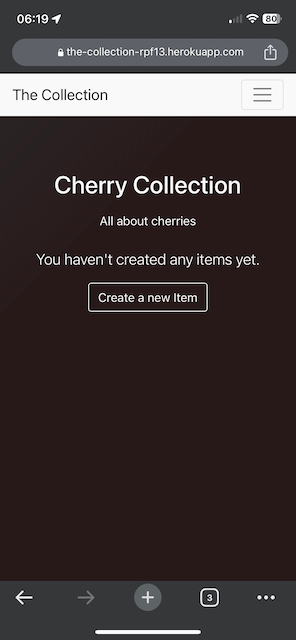 06:19
80
the-collection-rpf13.herokuapp.com
The Collection
Cherry Collection
All about cherries
You haven't created any items yet.
Create a new Item
3